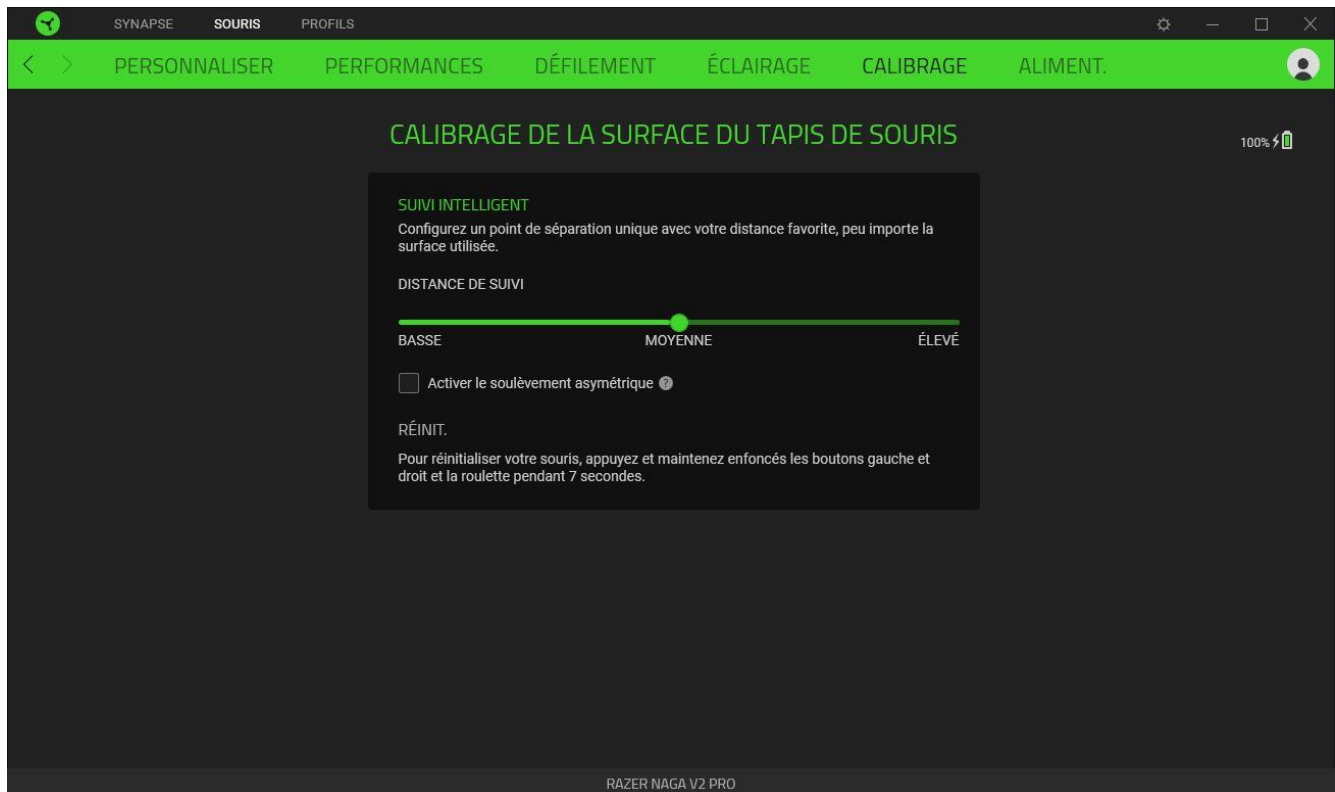 SYNAPSE SOURIS PROFILS
PERSONNALISER PERFORMANCES DÉFILEMENT ÉCLAIRAGE CALIBRAGE ALIMENT.
CALIBRAGE DE LA SURFACE DU TAPIS DE SOURIS
100%
SUIVI INTELLIGENT
Configurez un point de séparation unique avec votre distance favorite, peu importe la
surface utilisée.
DISTANCE DE SUIVI
BASSE MOYENNE ÉLEVÉ
Activer le soulèvement asymétrique ?
RÉINIT.
Pour réinitialiser votre souris, appuyez et maintenez enfoncés les boutons gauche et
droit et la roulette pendant 7 secondes.
RAZER NAGA V2 PRO